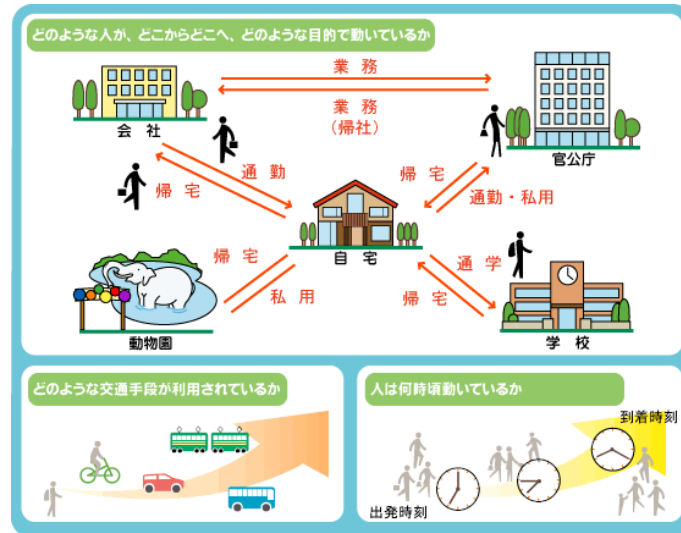 どのような人が、どこからどこへ、どのような目的で動いているか
業務
業務
(帰社)
会社
官公庁
通勤
帰宅
帰宅
通勤・私用
自宅
帰宅
私用
通学
帰宅
動物園
学校
どのような交通手段が利用されているか
人は何時頃動いているか
到着時刻
出発時刻